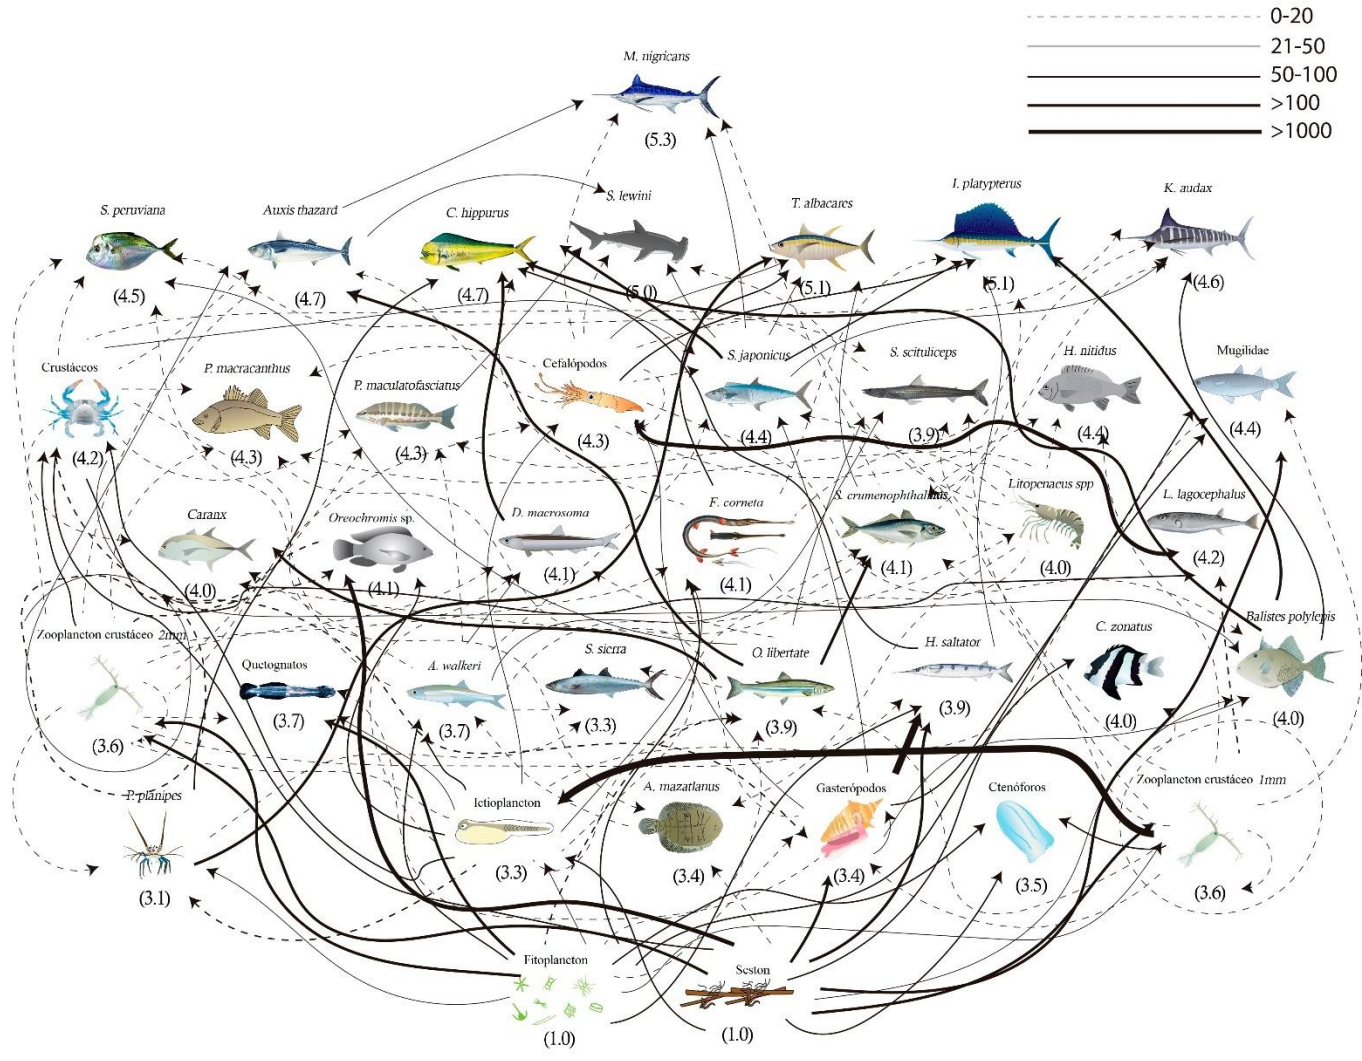 0-20
21-50
50-100
>100
>1000
M. nigricans
(5.3)
S. peruviana
(4.5)
Auxis thazard
(4.7)
C. hippurus
(4.7)
S. lewini
(5.0)
T. albacares
(5.1)
I. platypterus
(5.1)
K. audax
(4.6)
Crustáceos
(4.2)
P. macracanthus
(4.3)
P. maculatofasciatus
(4.3)
Cefalópodos
(4.3)
S. japonicus
(4.4)
S. scituliceps
(3.9)
H. nitidus
(4.4)
Mugilidae
(4.4)
Caranx
(4.0)
Oreochromis sp.
(4.1)
D. macrosoma
(4.1)
F. corneta
(4.1)
S. crumenophthalmus
(4.1)
Litopenaeus spp
(4.0)
L. lagocephalus
(4.2)
Zooplancton crustáceo 2mm
(3.6)
Quetognatos
(3.7)
A. walkeri
(3.7)
S. sierra
(3.3)
O. libertate
(3.9)
H. saltator
(3.9)
C. zonatus
(4.0)
Balistes polylepis
(4.0)
P. planipes
(3.1)
Ictioplancton
(3.3)
A. mazatlanus
(3.4)
Gasterópodos
(3.4)
Ctenóforos
(3.5)
Zooplancton crustáceo 1mm
(3.6)
Fitoplancton
(1.0)
Seston
(1.0)